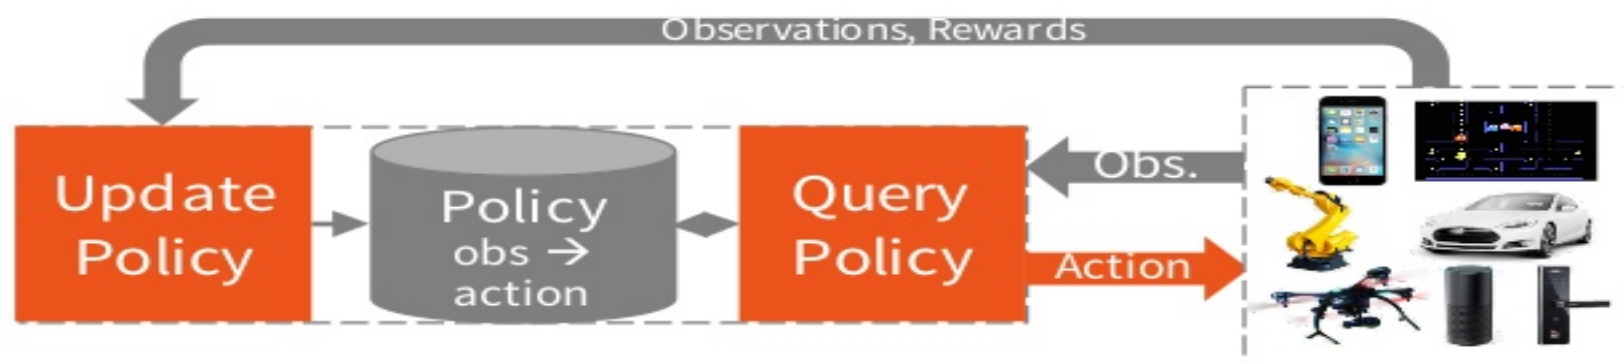 Observations, Rewards
Update
Policy
Policy
obs →
action
Query
Policy
Obs.
Action